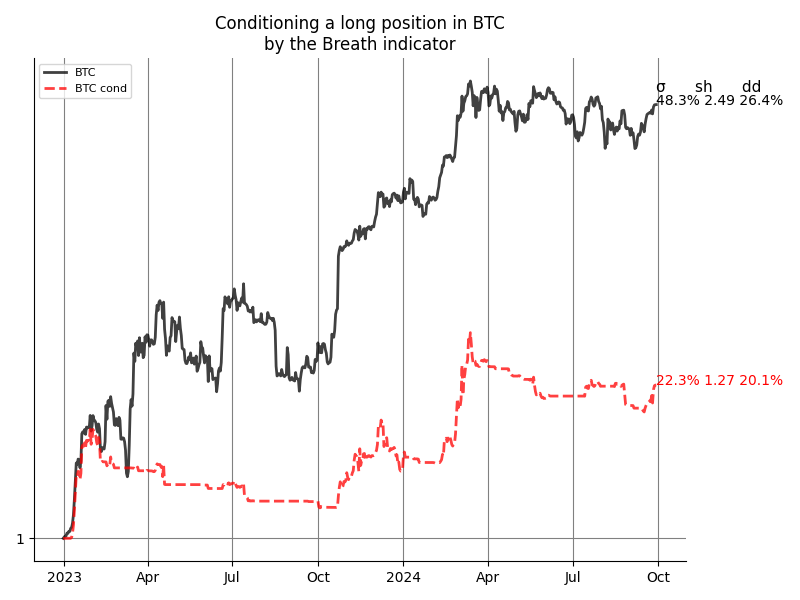 Conditioning a long position in BTC
by the Breath indicator
BTC
BTC cond
σ sh dd
48.3% 2.49 26.4%
22.3% 1.27 20.1%
1
2023 Apr Jul Oct 2024 Apr Jul Oct